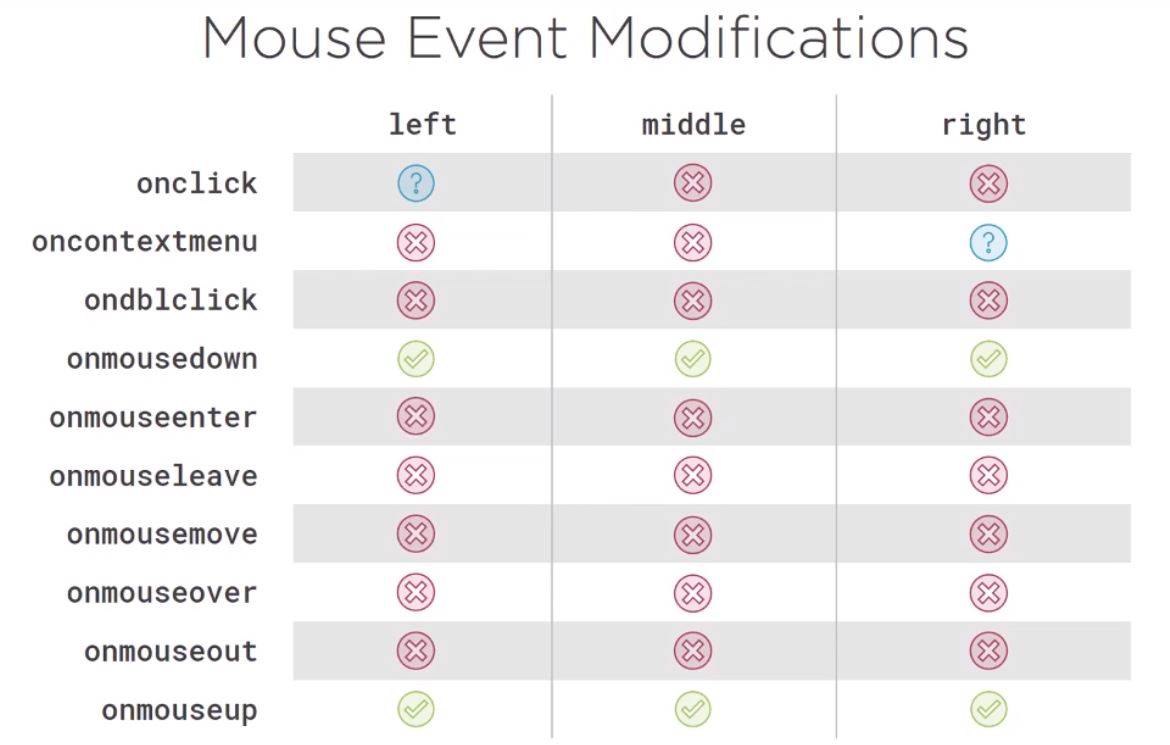 Mouse Event Modifications
left middle right
onclick ?
oncontextmenu ?
ondblclick
onmousedown
onmouseenter
onmouseleave
onmousemove
onmouseover
onmouseout
onmouseup